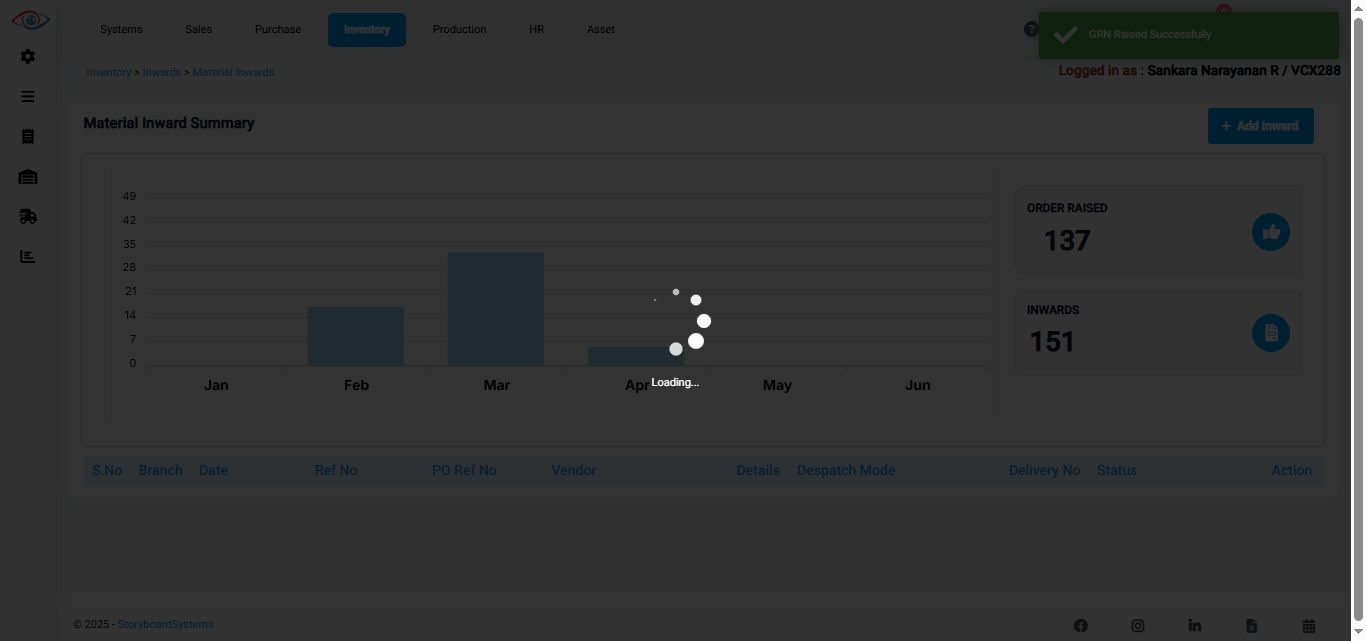 Systems Sales Purchase Inventory Production HR Asset
GRN Raised Successfully
Inventory > Inwards > Material Inwards
Logged in as : Sankara Narayanan R / VCX288
Material Inward Summary
+ Add Inward
49
42
35
28
21
14
7
0
Jan Feb Mar Apr May Jun
ORDER RAISED
137
INWARDS
151
Loading...
S.No Branch Date Ref No PO Ref No Vendor Details Despatch Mode Delivery No Status Action
© 2025 - StoryboardSystems